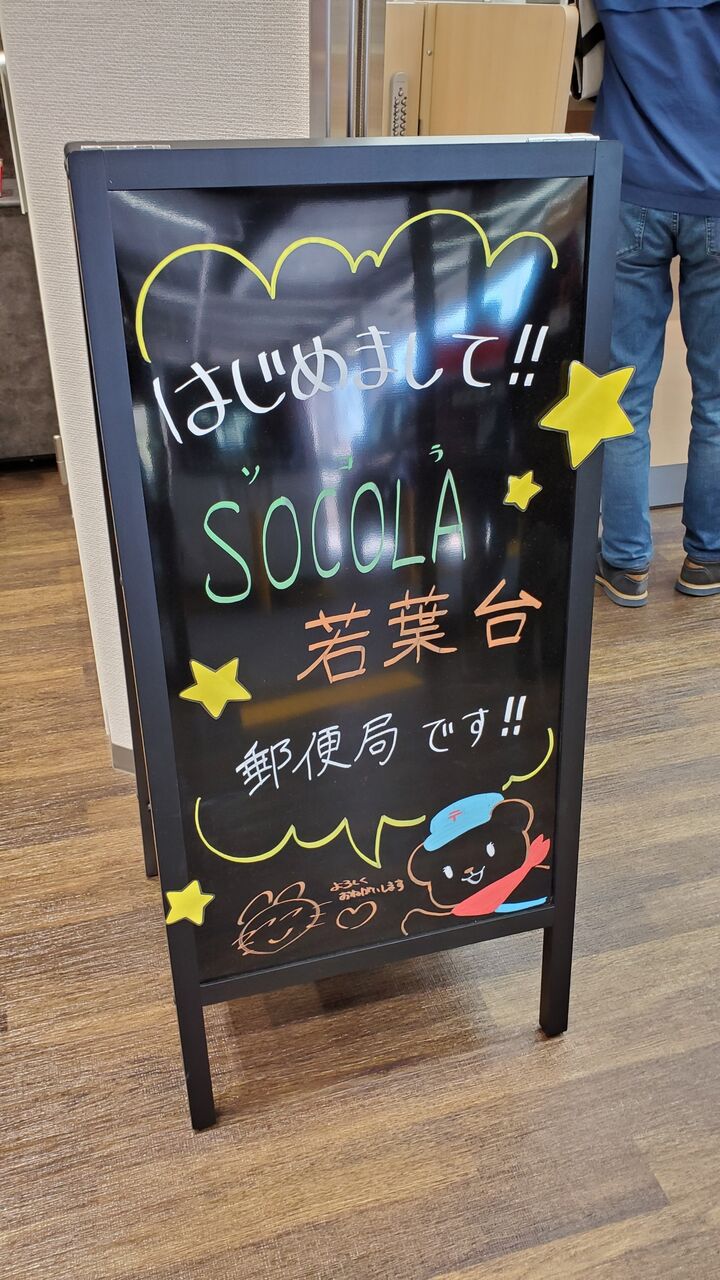 はじめまして!!
ソコラ
SOCOLA
若葉台
郵便局です!!
〒
よろしく
おねがいします